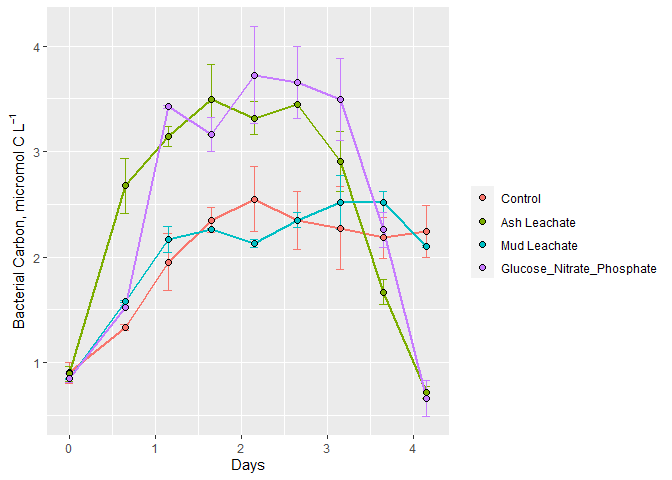 Bacterial Carbon, micromol C L⁻¹
4
3
2
1
0 1 2 3 4
Days
Control
Ash Leachate
Mud Leachate
Glucose_Nitrate_Phosphate